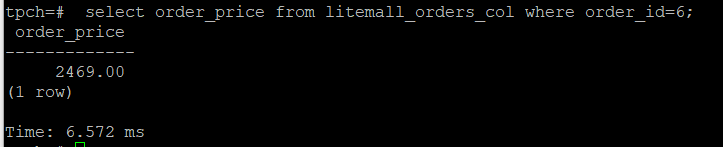 tpch=#  select order_price from litemall_orders_col where order_id=6;
 order_price
-------------
     2469.00
(1 row)

Time: 6.572 ms